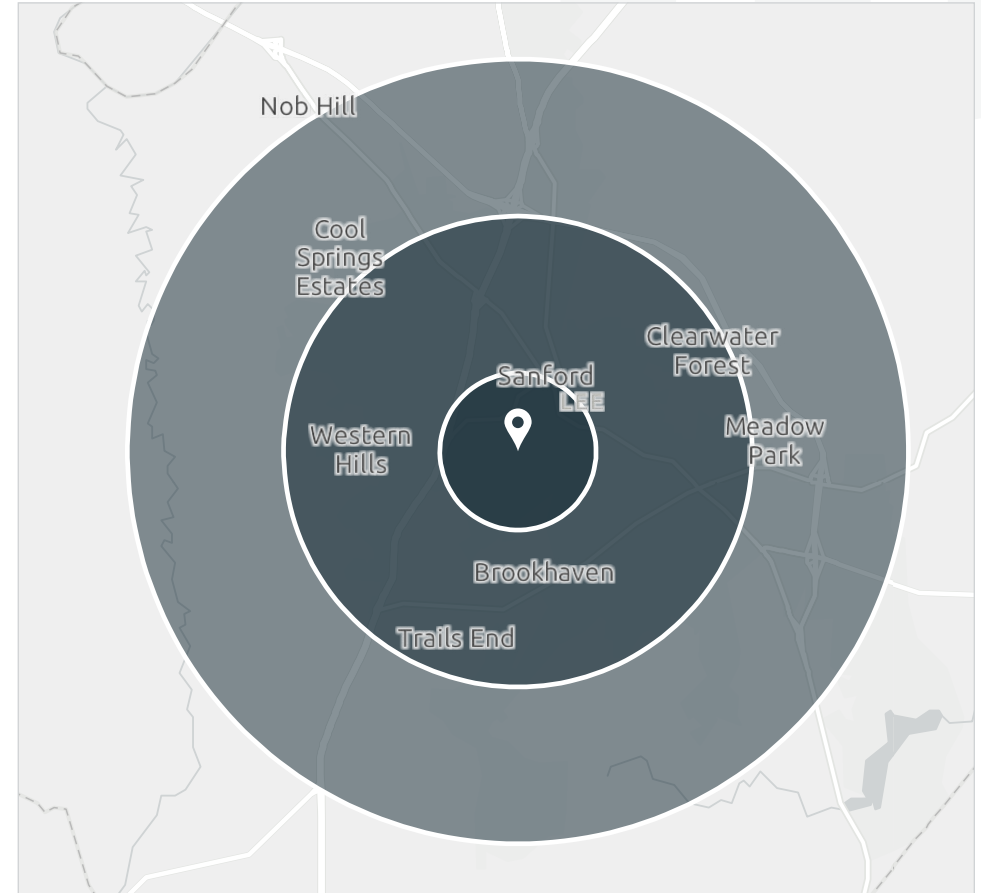 Nob Hill
Cool
Springs
Estates
Clearwater
Forest
Sanford
LEE
Western
Hills
Meadow
Park
Brookhaven
Trails End